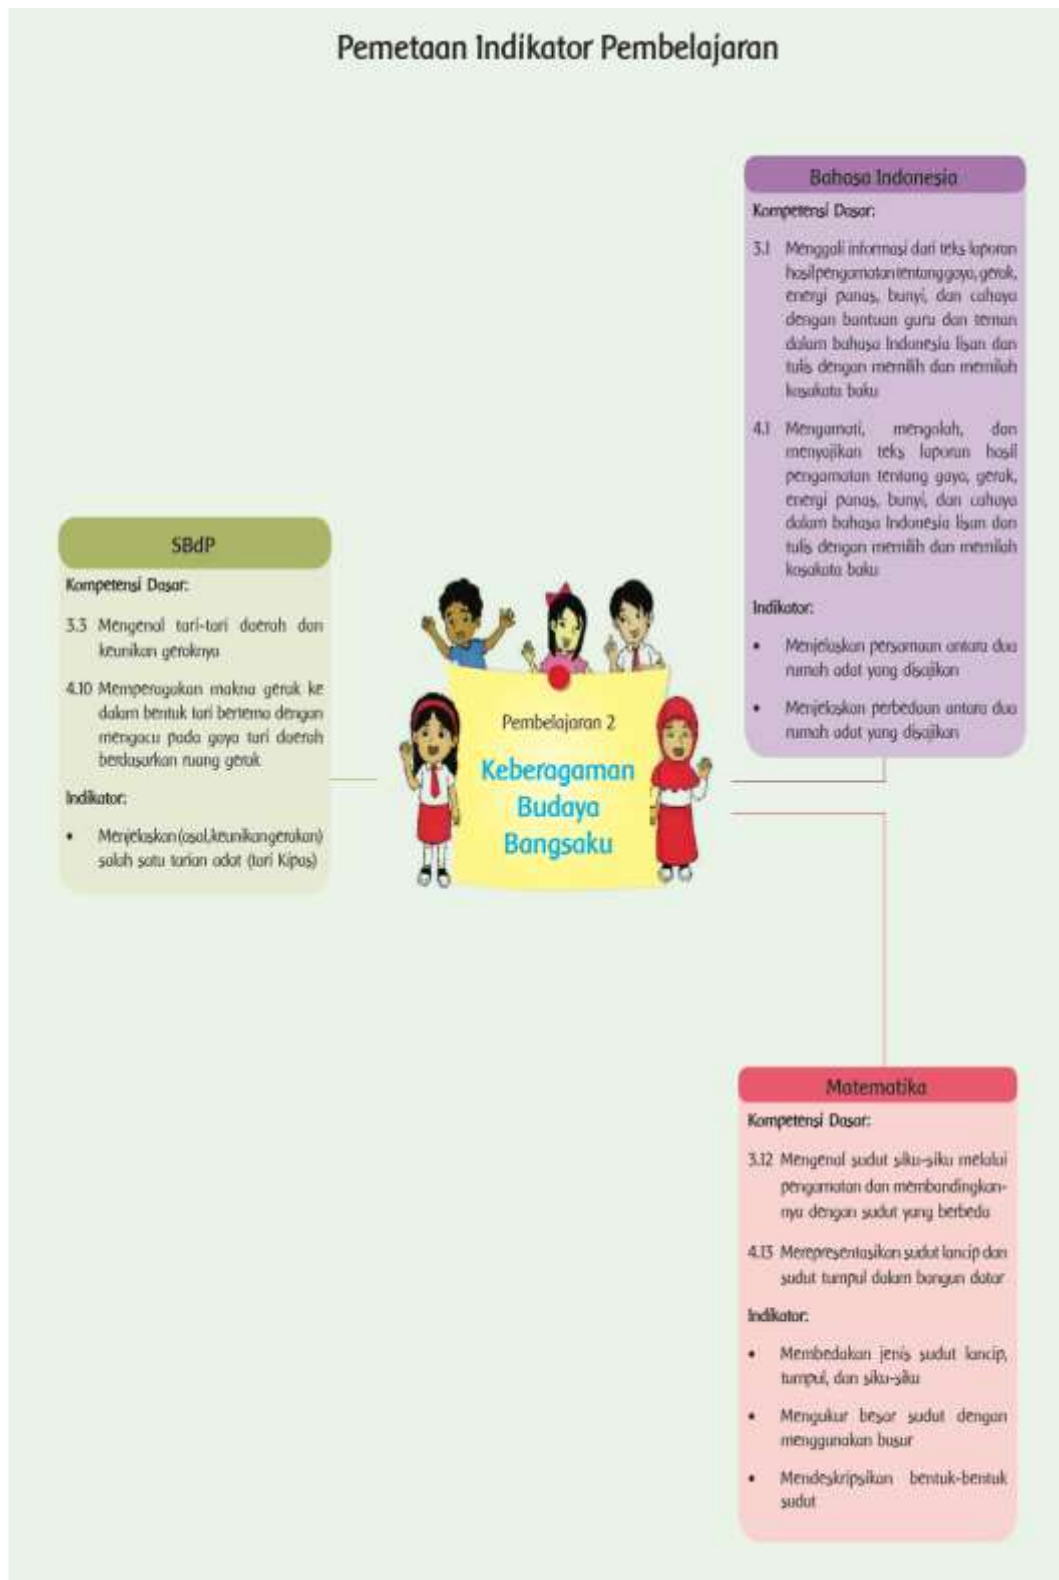 Pemetaan Indikator Pembelajaran
Bahasa Indonesia
Kompetensi Dasar:
3.1 Menggali informasi dari teks laporan
hasil pengamatan tentang gaya, gerak,
energi panas, bunyi, dan cahaya
dengan bantuan guru dan teman
dalam bahasa Indonesia lisan dan
tulis dengan memilih dan memilah
kosakata baku
4.1 Mengamati, mengolah, dan
menyajikan teks laporan hasil
pengamatan tentang gaya, gerak,
energi panas, bunyi, dan cahaya
dalam bahasa Indonesia lisan dan
tulis dengan memilih dan memilah
kosakata baku
Indikator:
• Menjelaskan persamaan antara dua
rumah adat yang disajikan
• Menjelaskan perbedaan antara dua
rumah adat yang disajikan
SBdP
Kompetensi Dasar:
3.3 Mengenal tari-tari daerah dan
keunikan geraknya
4.10 Memperagakan makna gerak ke
dalam bentuk tari bertema dengan
mengacu pada gaya tari daerah
berdasarkan ruang gerak
Indikator:
• Menjelaskan (asal, keunikan gerakan)
salah satu tarian adat (tari Kipas)
Pembelajaran 2
Keberagaman
Budaya
Bangsaku
Matematika
Kompetensi Dasar:
3.12 Mengenal sudut siku-siku melalui
pengamatan dan membandingkan-
nya dengan sudut yang berbeda
4.13 Merepresentasikan sudut lancip dan
sudut tumpul dalam bangun datar
Indikator:
• Membedakan jenis sudut lancip,
tumpul, dan siku-siku
• Mengukur besar sudut dengan
menggunakan busur
• Mendeskripsikan bentuk-bentuk
sudut